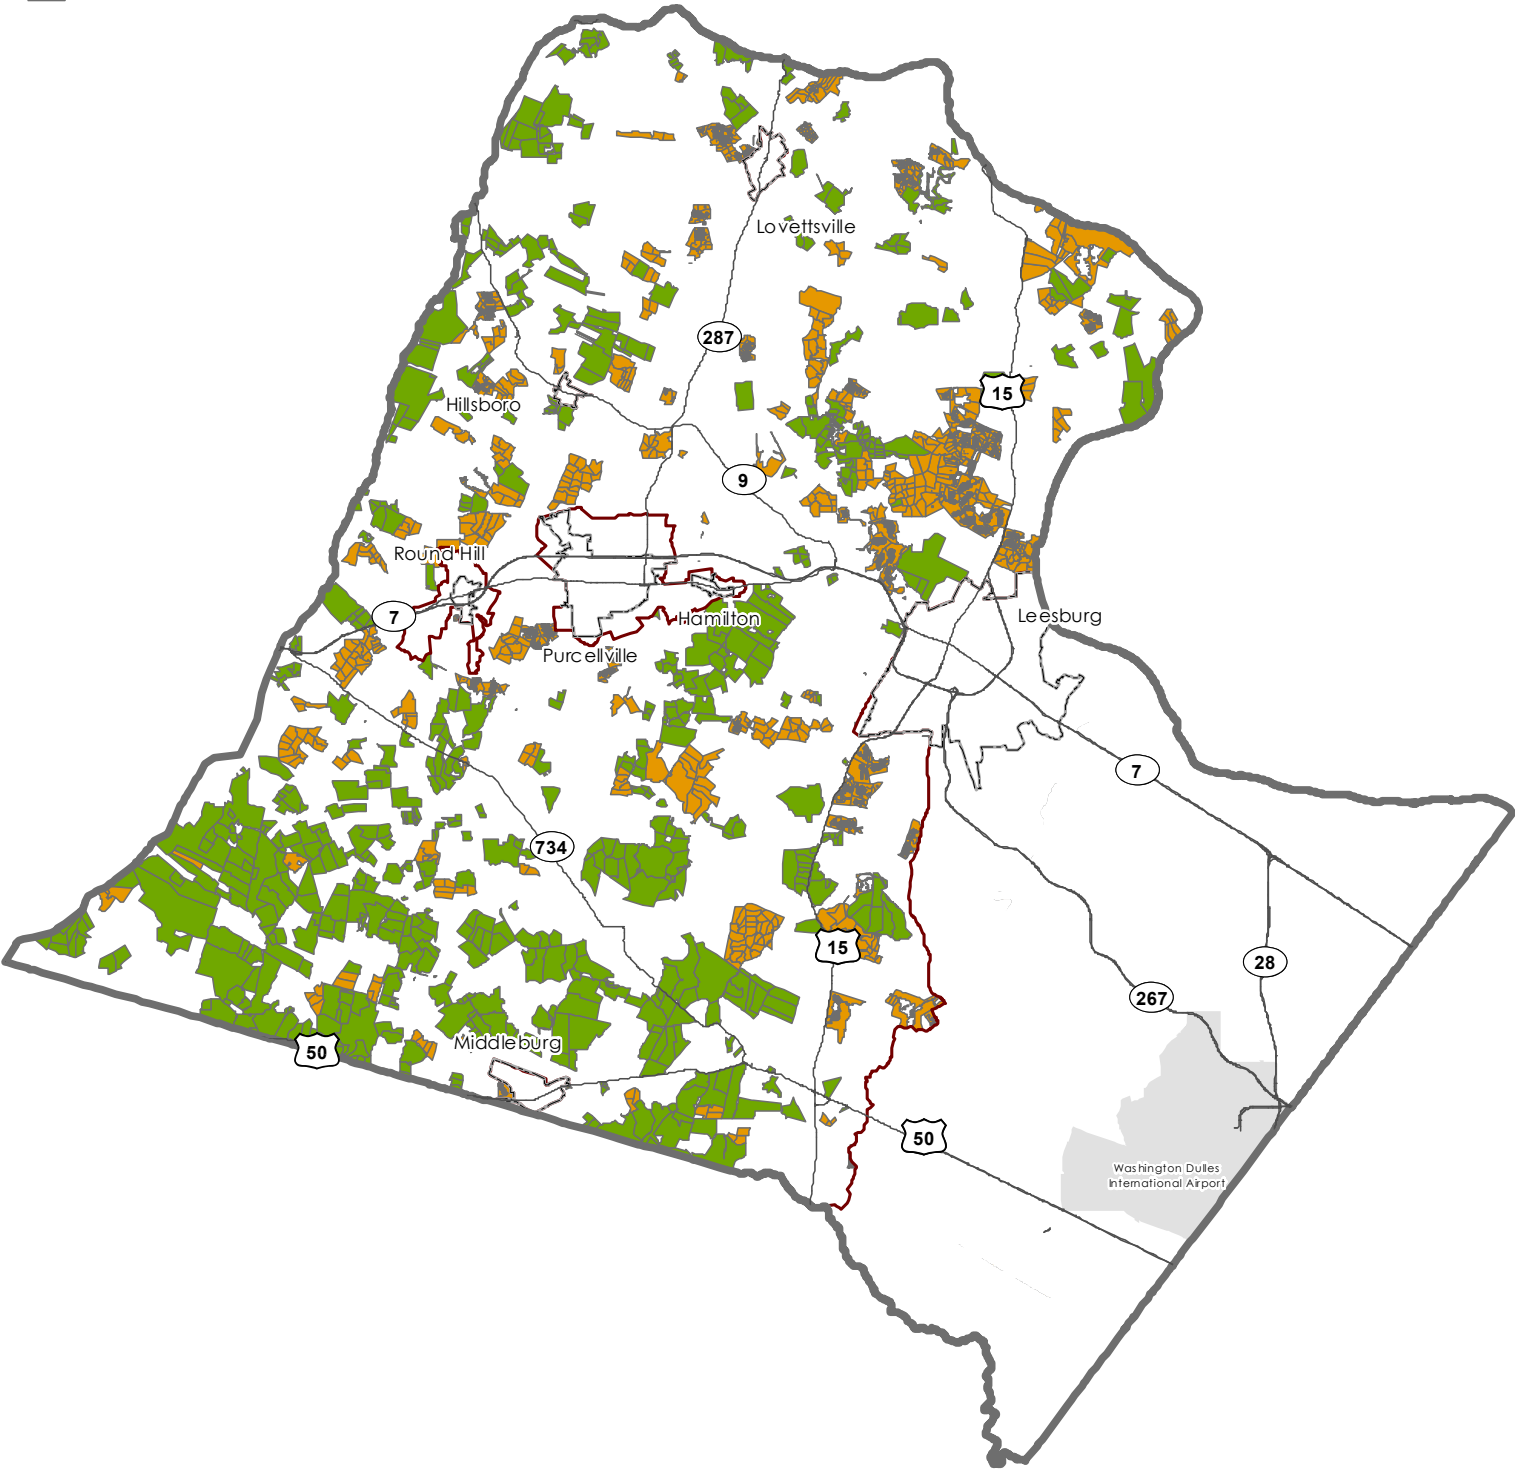 Lovettsville
287
15
Hillsboro
9
Round Hill
7
Hamilton
Leesburg
Purcellville
7
734
15
28
267
Middleburg
50
50
Washington Dulles
International Airport